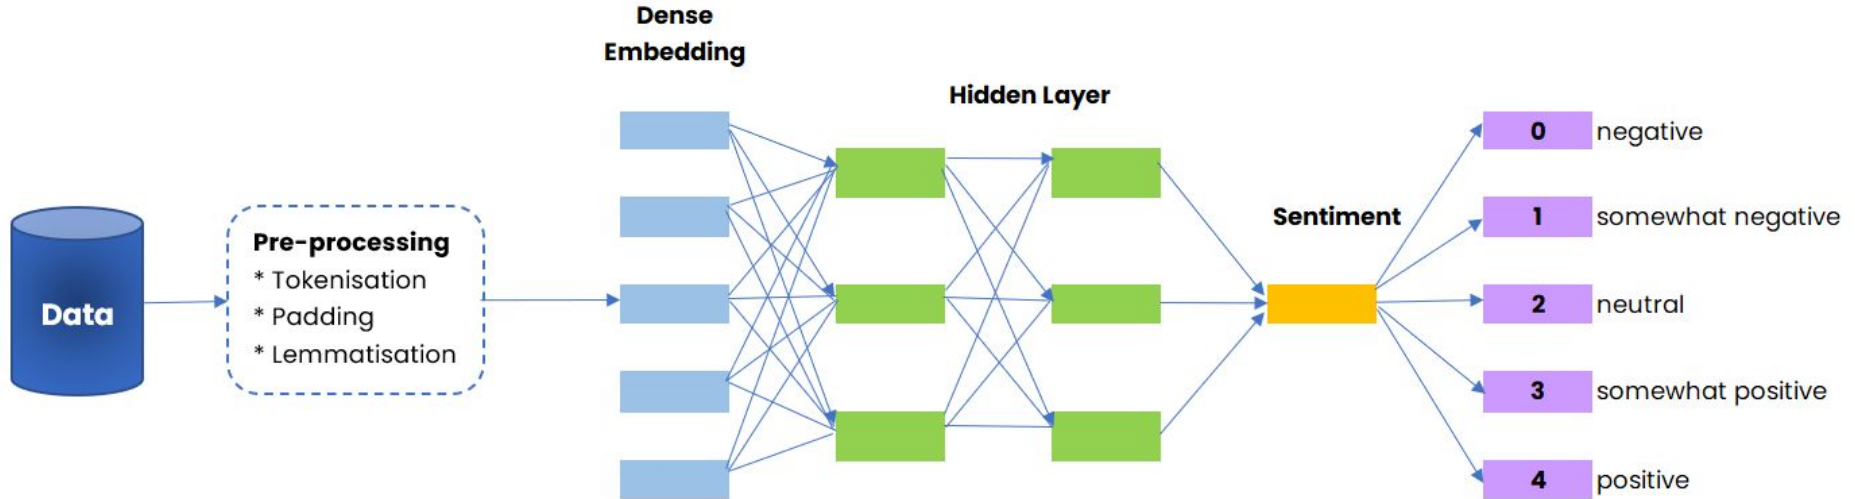 Data
Pre-processing
* Tokenisation
* Padding
* Lemmatisation
Dense
Embedding
Hidden Layer
Sentiment
0 negative
1 somewhat negative
2 neutral
3 somewhat positive
4 positive